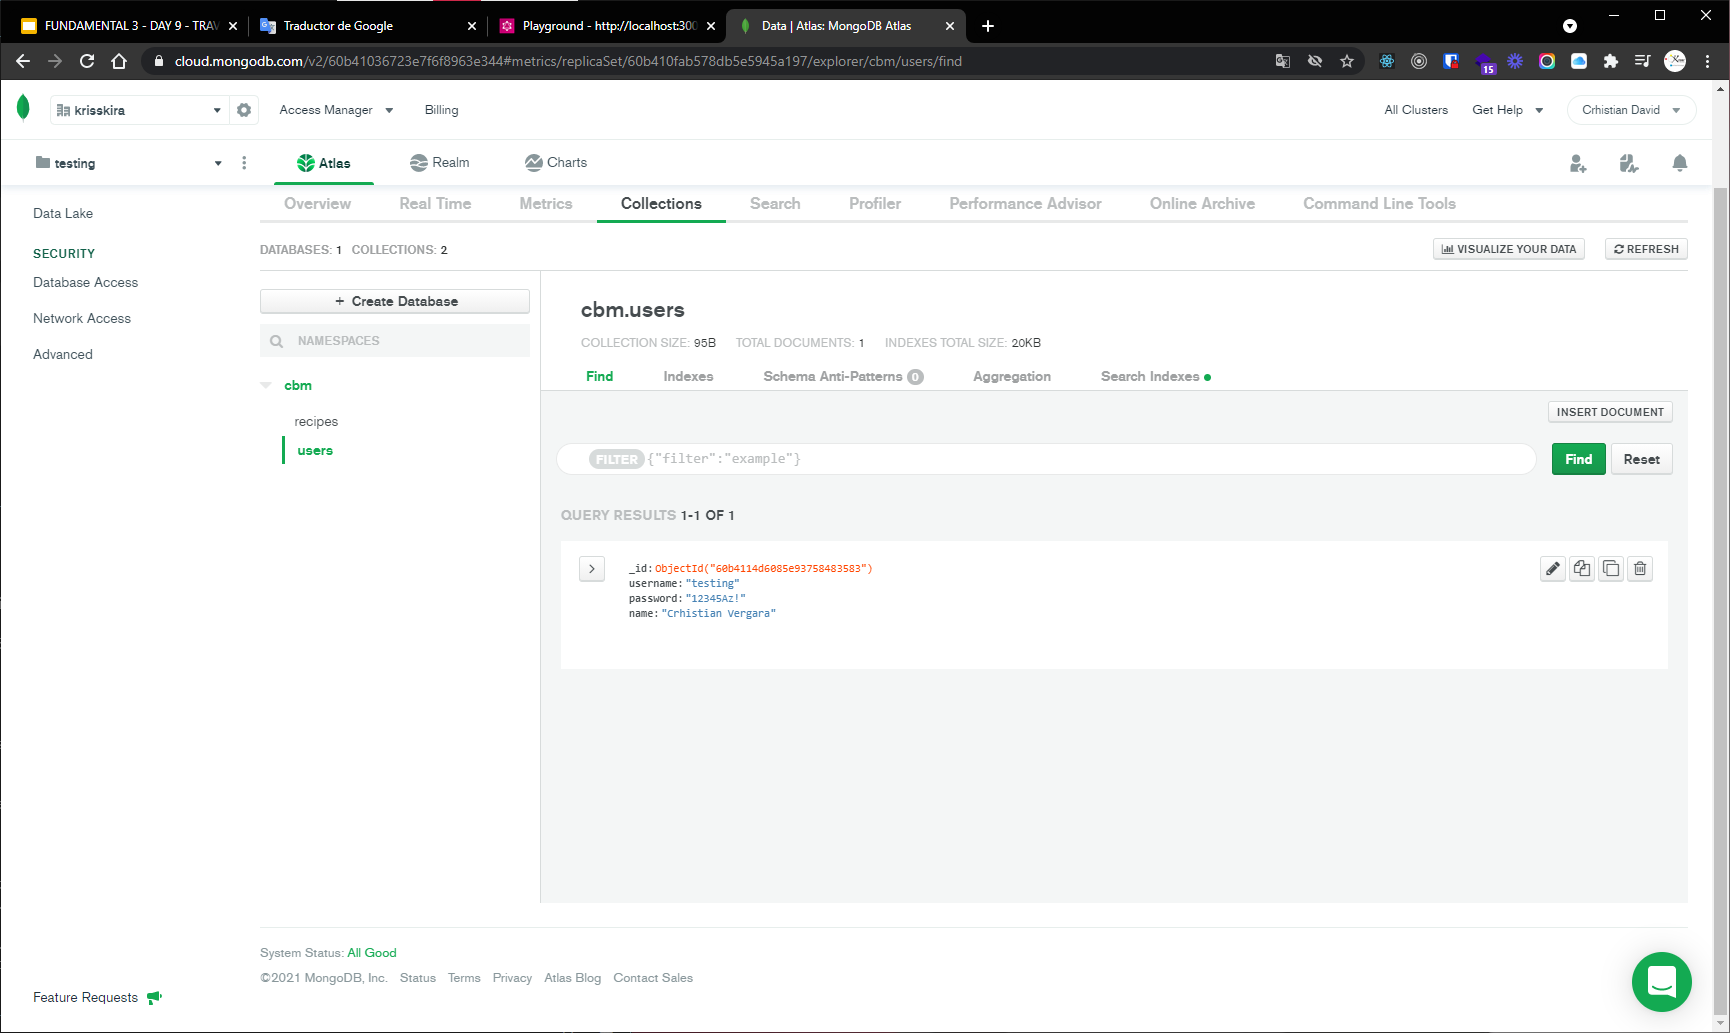 FUNDAMENTAL 3 - DAY 9 - TRAV
Traductor de Google
Playground - http://localhost:300
Data | Atlas: MongoDB Atlas
cloud.mongodb.com/v2/60b41036723e7f6f8963e344#metrics/replicaSet/60b410fab578db5e5945a197/explorer/cbm/users/find
15
krisskira
Access Manager
Billing
All Clusters
Get Help
Crhistian David
testing
Atlas
Realm
Charts
Overview
Real Time
Metrics
Collections
Search
Profiler
Performance Advisor
Online Archive
Command Line Tools
Data Lake
SECURITY
Database Access
Network Access
Advanced
DATABASES: 1 COLLECTIONS: 2
VISUALIZE YOUR DATA
REFRESH
+ Create Database
NAMESPACES
cbm
recipes
users
cbm.users
COLLECTION SIZE: 95B TOTAL DOCUMENTS: 1 INDEXES TOTAL SIZE: 20KB
Find
Indexes
Schema Anti-Patterns 0
Aggregation
Search Indexes
INSERT DOCUMENT
FILTER {"filter":"example"}
Find
Reset
QUERY RESULTS 1-1 OF 1
_id: ObjectId("60b4114d6085e93758483583")
username: "testing"
password: "12345Az!"
name: "Crhistian Vergara"
System Status: All Good
©2021 MongoDB, Inc. Status Terms Privacy Atlas Blog Contact Sales
Feature Requests